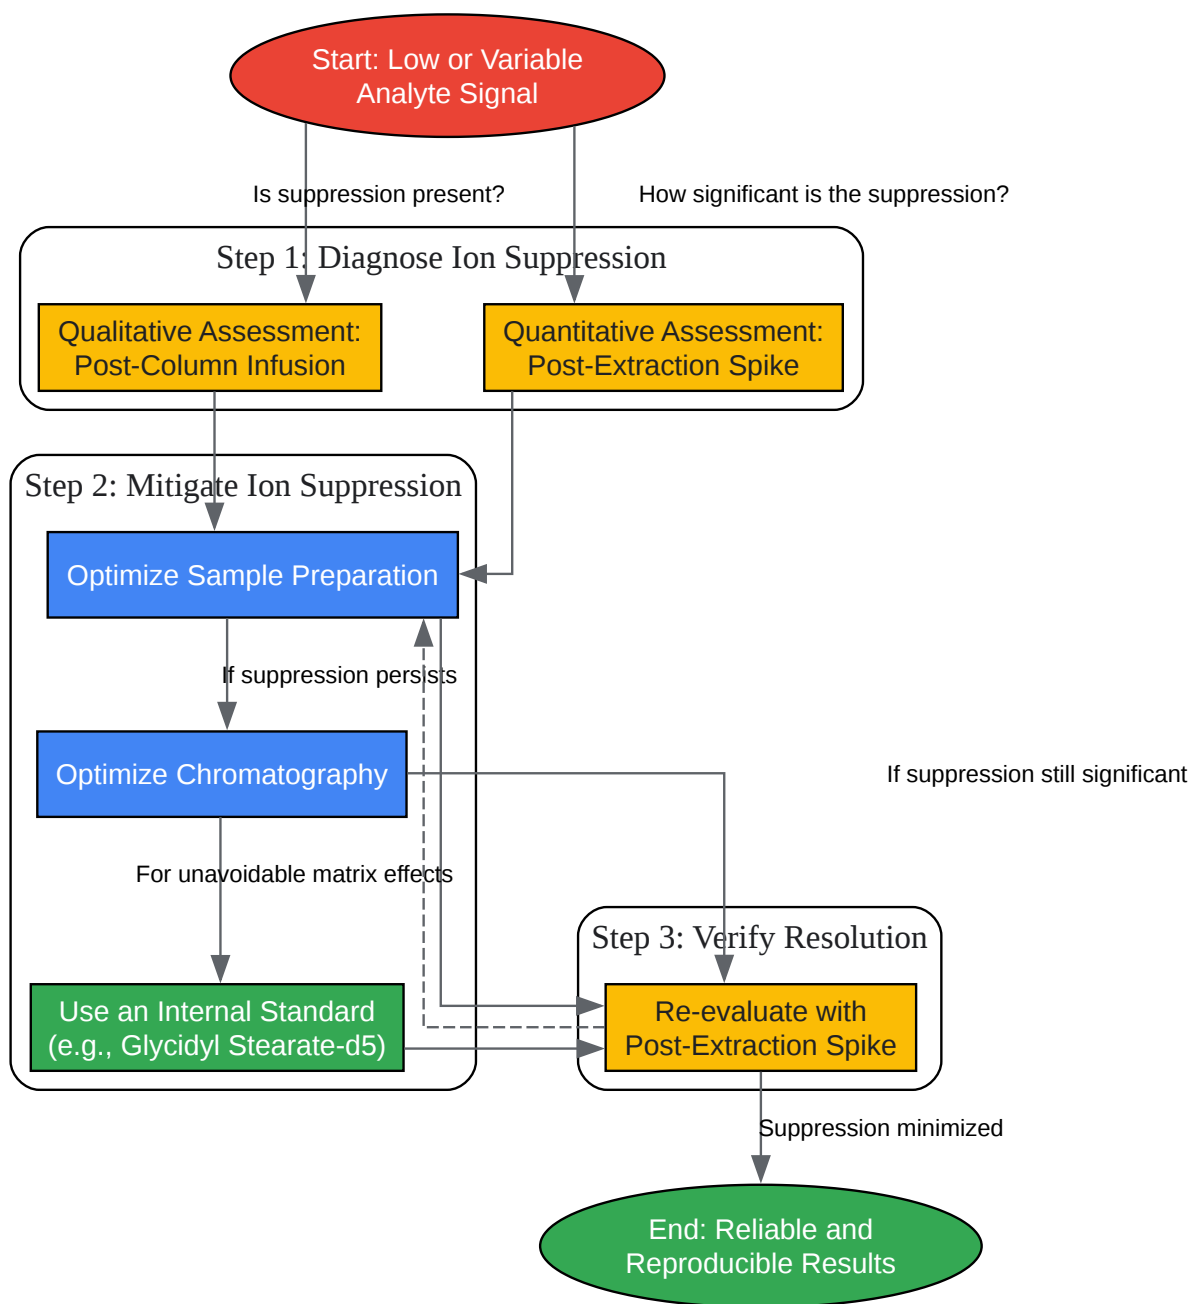 Start: Low or Variable
Analyte Signal
Is suppression present?
How significant is the suppression?
Step 1: Diagnose Ion Suppression
Qualitative Assessment:
Post-Column Infusion
Quantitative Assessment:
Post-Extraction Spike
Step 2: Mitigate Ion Suppression
Optimize Sample Preparation
If suppression persists
Optimize Chromatography
If suppression still significant
For unavoidable matrix effects
Step 3: Verify Resolution
Use an Internal Standard
(e.g., Glycidyl Stearate-d5)
Re-evaluate with
Post-Extraction Spike
Suppression minimized
End: Reliable and
Reproducible Results